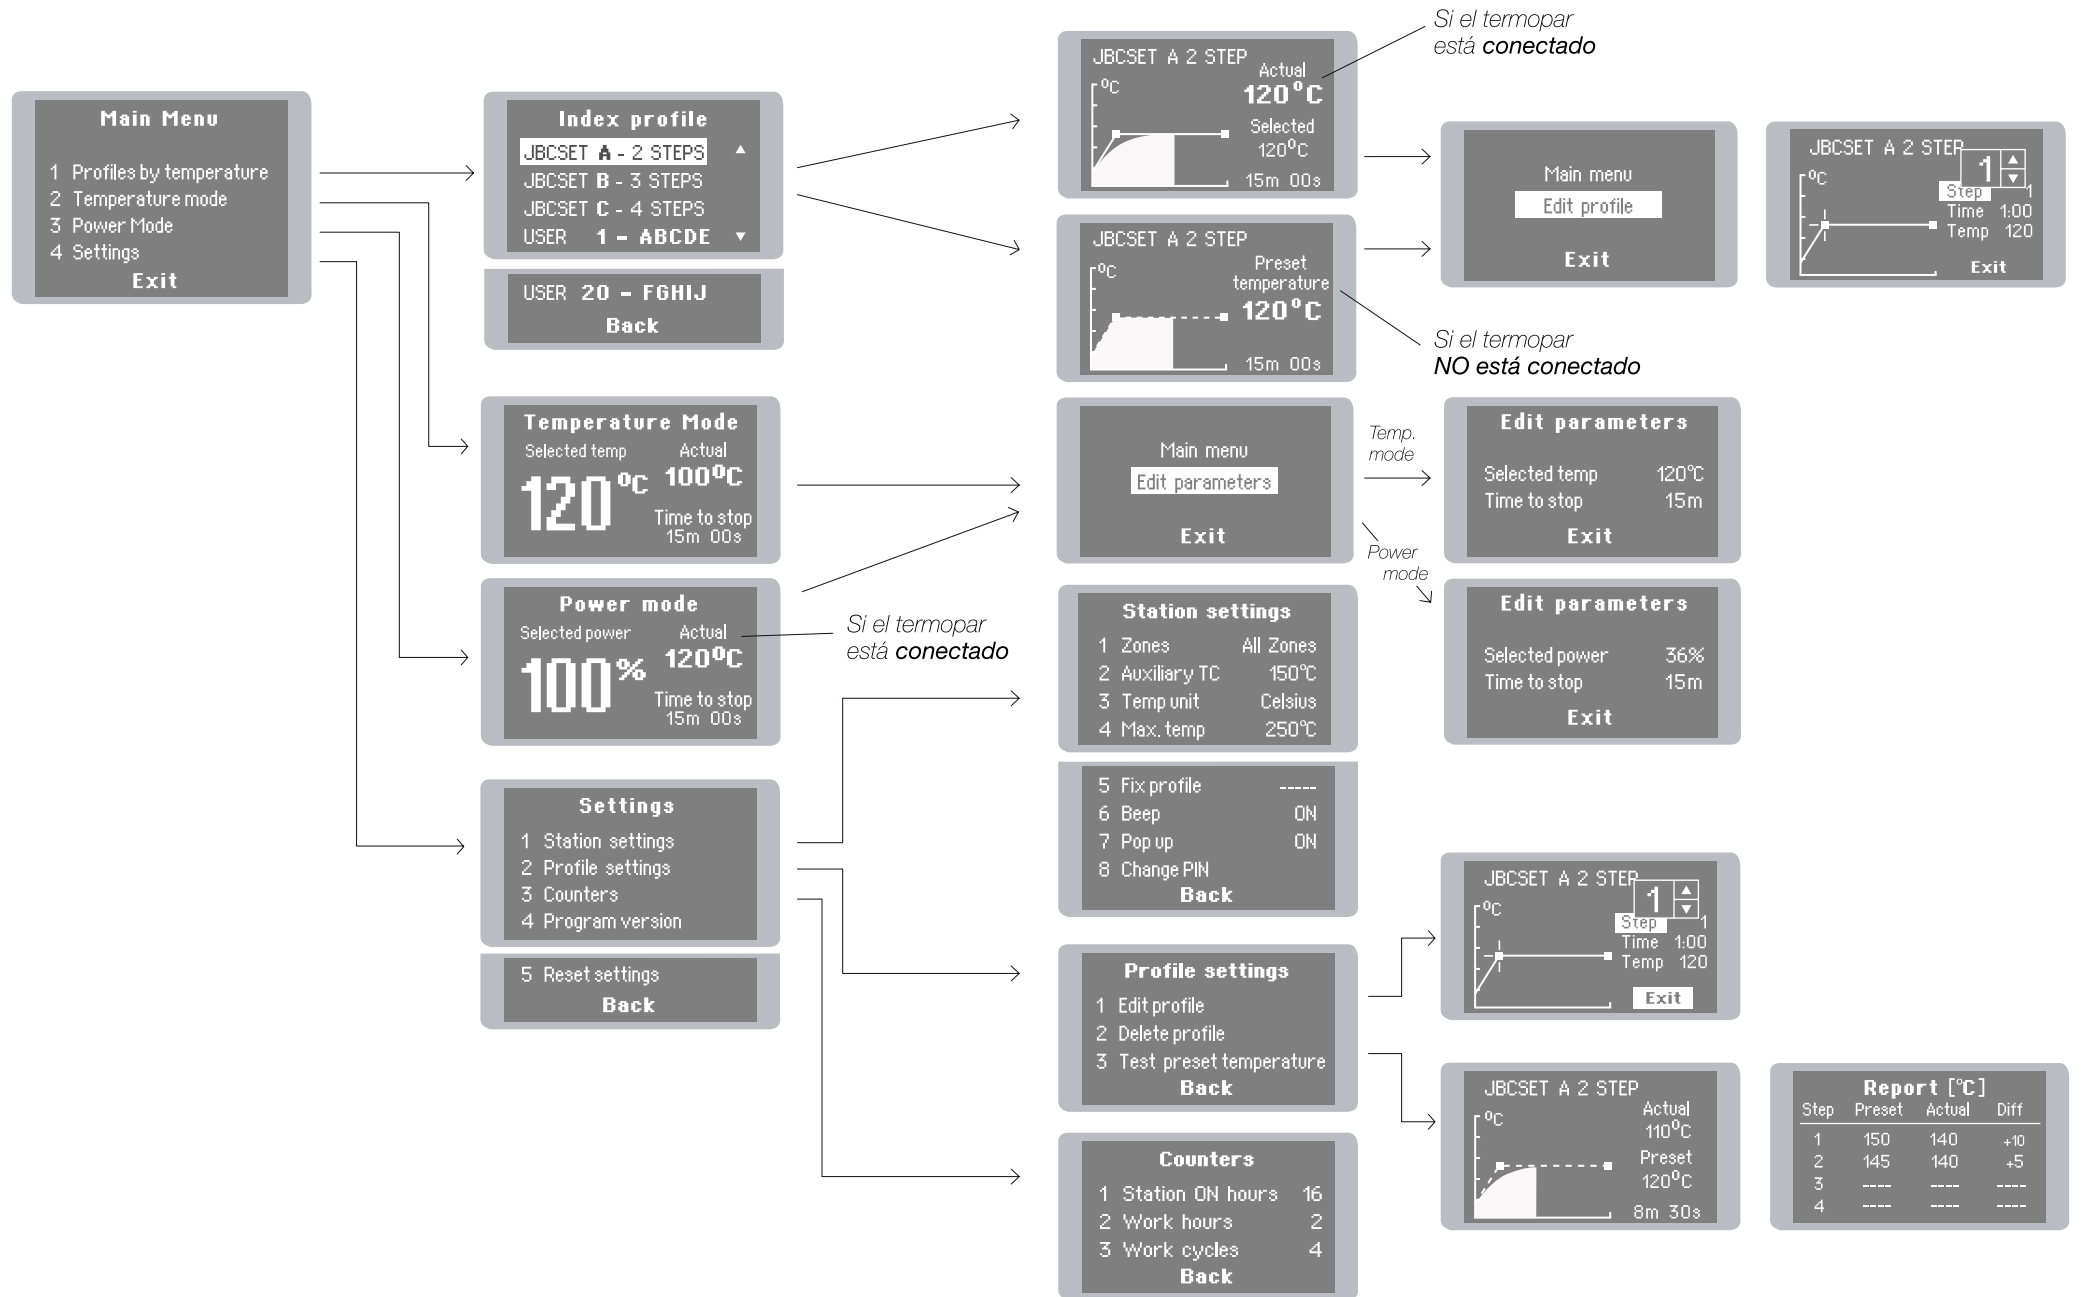 Main Menu
1 Profiles by temperature
2 Temperature mode
3 Power Mode
4 Settings
Exit
Index profile
JBCSET A - 2 STEPS
JBCSET B - 3 STEPS
JBCSET C - 4 STEPS
USER 1 - ABCDE
USER 20 - FGHIJ
Back
JBCSET A 2 STEP
ºC
Actual
120ºC
Selected
120ºC
15m 00s
Si el termopar
está conectado
JBCSET A 2 STEP
ºC
Preset
temperature
120ºC
15m 00s
Si el termopar
NO está conectado
Main menu
Edit profile
Exit
JBCSET A 2 STEP
1
ºC
Step 1
Time 1:00
Temp 120
Exit
Temperature Mode
Selected temp Actual
120ºC 100ºC
Time to stop
15m 00s
Power mode
Selected power Actual
100% 120ºC
Time to stop
15m 00s
Si el termopar
está conectado
Main menu
Edit parameters
Exit
Temp.
mode
Power
mode
Edit parameters
Selected temp 120ºC
Time to stop 15m
Exit
Edit parameters
Selected power 36%
Time to stop 15m
Exit
Settings
1 Station settings
2 Profile settings
3 Counters
4 Program version
5 Reset settings
Back
Station settings
1 Zones All Zones
2 Auxiliary TC 150ºC
3 Temp unit Celsius
4 Max. temp 250ºC
5 Fix profile -----
6 Beep ON
7 Pop up ON
8 Change PIN
Back
Profile settings
1 Edit profile
2 Delete profile
3 Test preset temperature
Back
Counters
1 Station ON hours 16
2 Work hours 2
3 Work cycles 4
Back
JBCSET A 2 STEP
1
ºC
Step 1
Time 1:00
Temp 120
Exit
JBCSET A 2 STEP
ºC
Actual
110ºC
Preset
120ºC
8m 30s
Report [ºC]
Step Preset Actual Diff
1 150 140 +10
2 145 140 +5
3 ---- ---- ----
4 ---- ---- ----